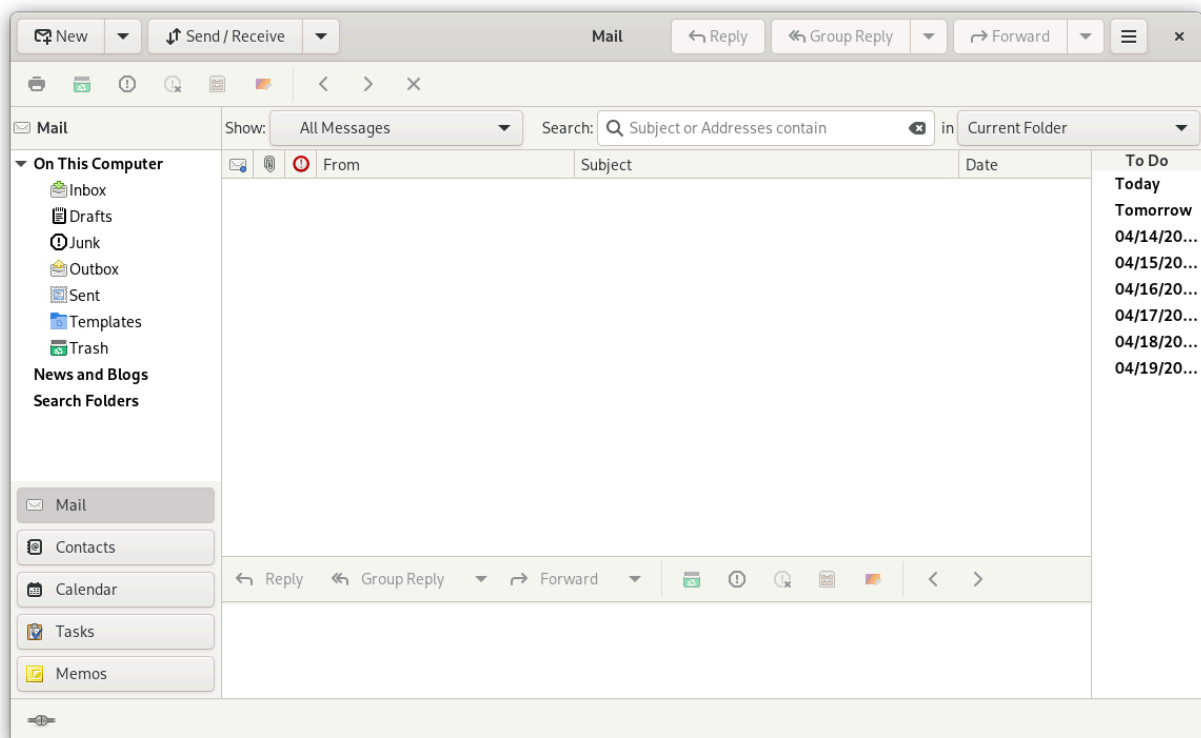 New Send / Receive Mail Reply Group Reply Forward
Mail Show: All Messages Search: Subject or Addresses contain in Current Folder
On This Computer
Inbox
Drafts
Junk
Outbox
Sent
Templates
Trash
News and Blogs
Search Folders
From Subject Date
To Do
Today
Tomorrow
04/14/20...
04/15/20...
04/16/20...
04/17/20...
04/18/20...
04/19/20...
Mail
Contacts
Calendar
Tasks
Memos
Reply Group Reply Forward